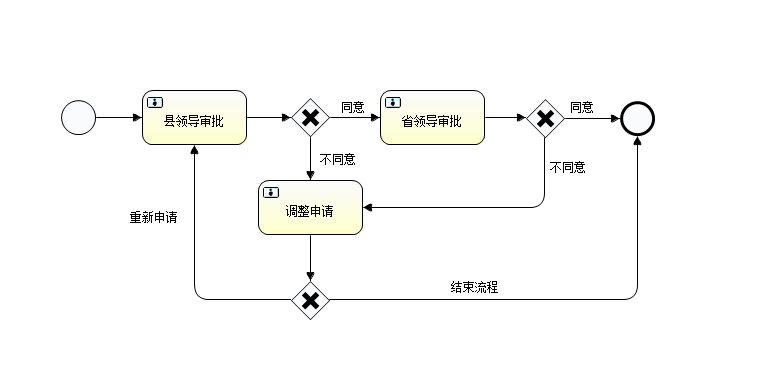 同意
同意
县领导审批
省领导审批
不同意
不同意
调整申请
重新申请
结束流程